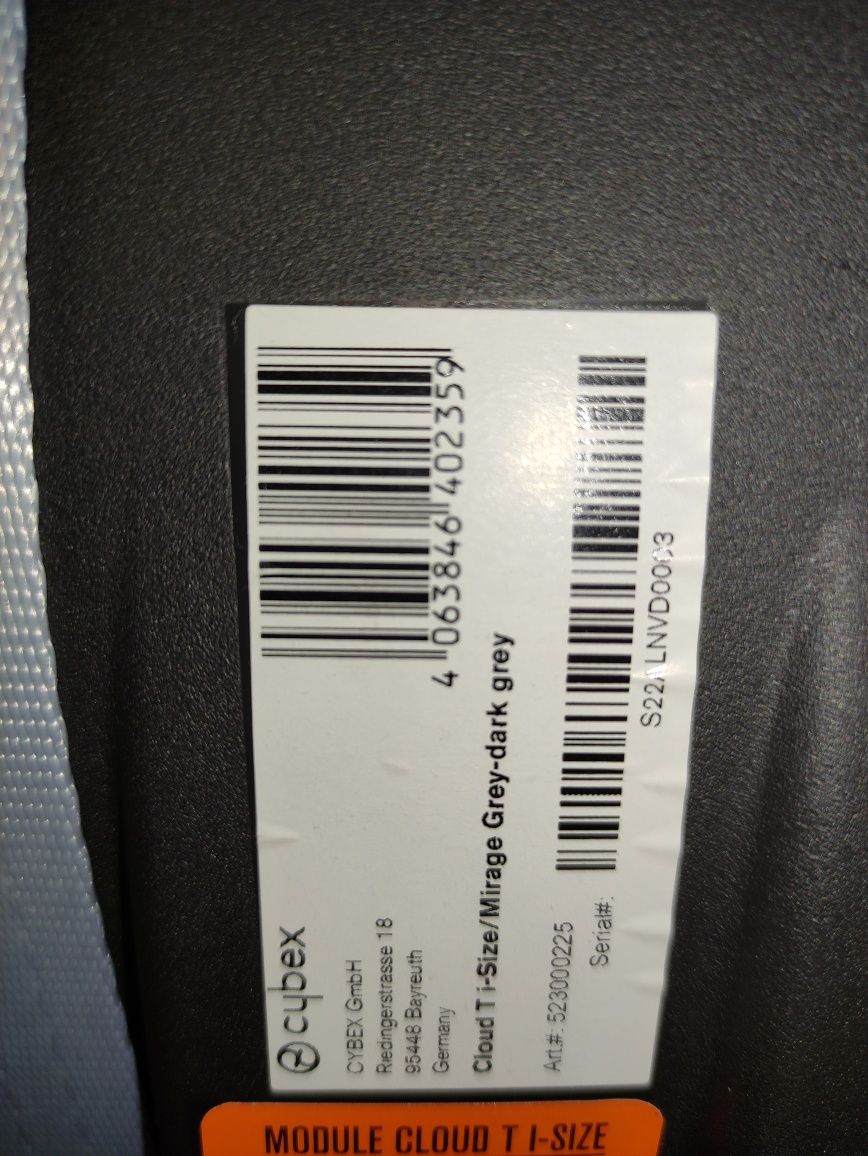 cybex
CYBEX GmbH
Riedingerstrasse 18
95448 Bayreuth
Germany
4 063846 402359
Cloud T i-Size/Mirage Grey-dark grey
Art.#: 523000225
Serial#:
MODULE CLOUD T I-SIZE